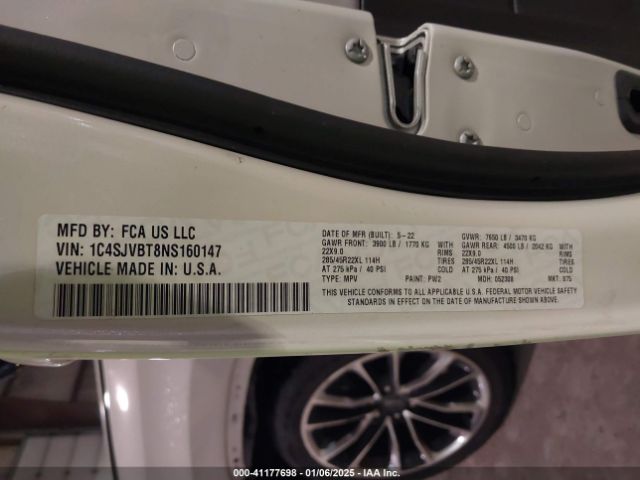 MFD BY: FCA US LLC
VIN: 1C4SJVBT8NS160147
VEHICLE MADE IN: U.S.A.
DATE OF MFR (BUILT): 5-22 GVWR: 7650 LB / 3470 KG
GAWR FRONT: 3900 LB / 1770 KG GAWR REAR: 4500 LB / 2042 KG
22X9.0 RIMS 22X9.0 RIMS
285/45R22XL 114H TIRES 285/45R22XL 114H TIRES
AT 275 kPa / 40 PSI COLD AT 275 kPa / 40 PSI COLD
TYPE: MPV PAINT: PW2 MDH: 052308 MKT: S75
THIS VEHICLE CONFORMS TO ALL APPLICABLE U.S.A. FEDERAL MOTOR VEHICLE SAFETY
STANDARDS IN EFFECT ON THE DATE OF MANUFACTURE SHOWN ABOVE.
000-41177698 - 01/06/2025 - IAA Inc.